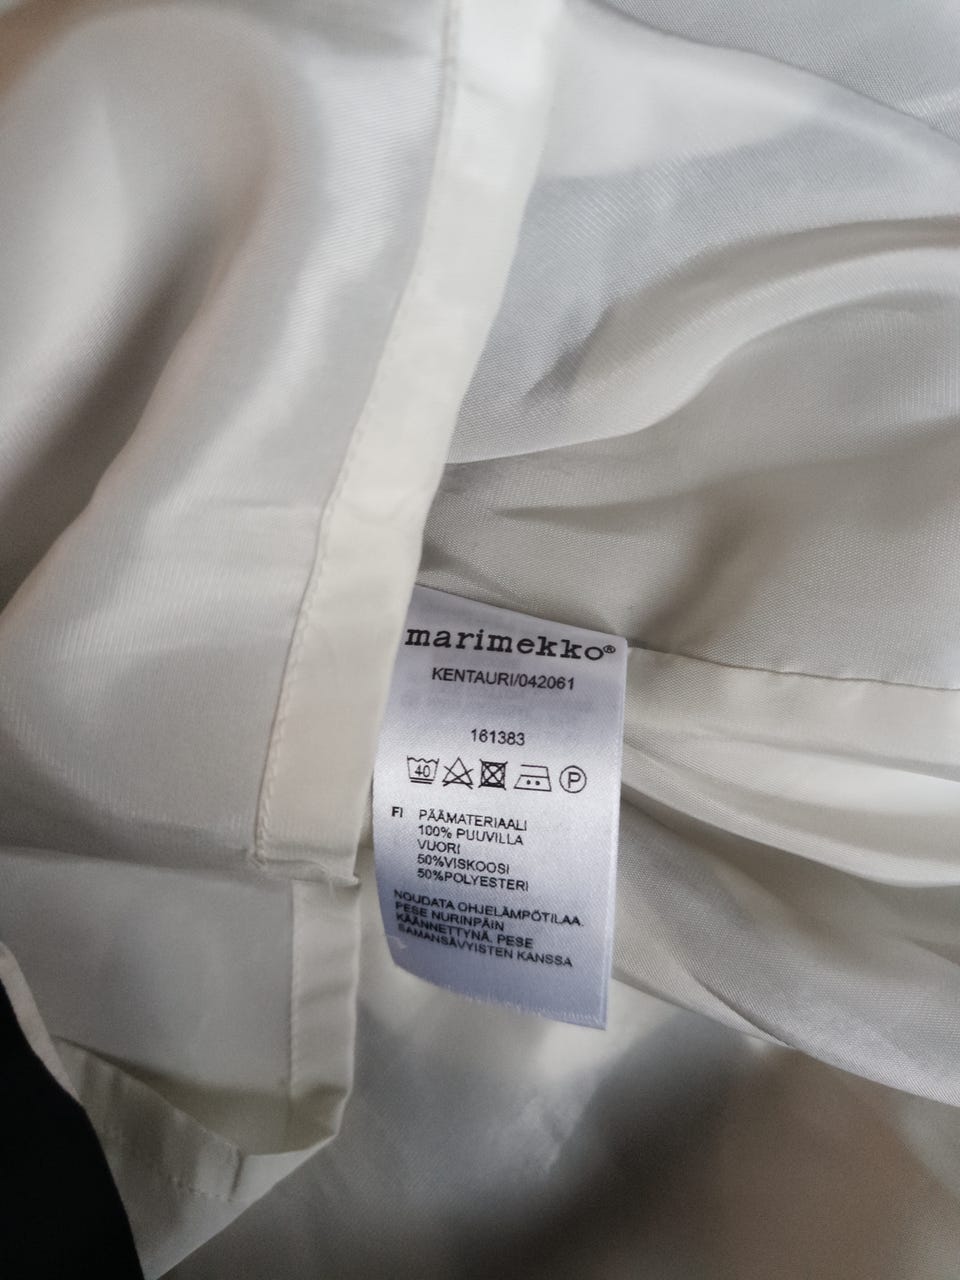 marimekko®
KENTAURI/042061
161383
40 P
FI PÄÄMATERIAALI
100% PUUVILLA
VUORI
50%VISKOOSI
50%POLYESTERI
NOUDATA OHJELÄMPÖTILAA.
PESE NURINPÄIN
KÄÄNNETTYNÄ. PESE
SAMANSÄVYISTEN KANSSA